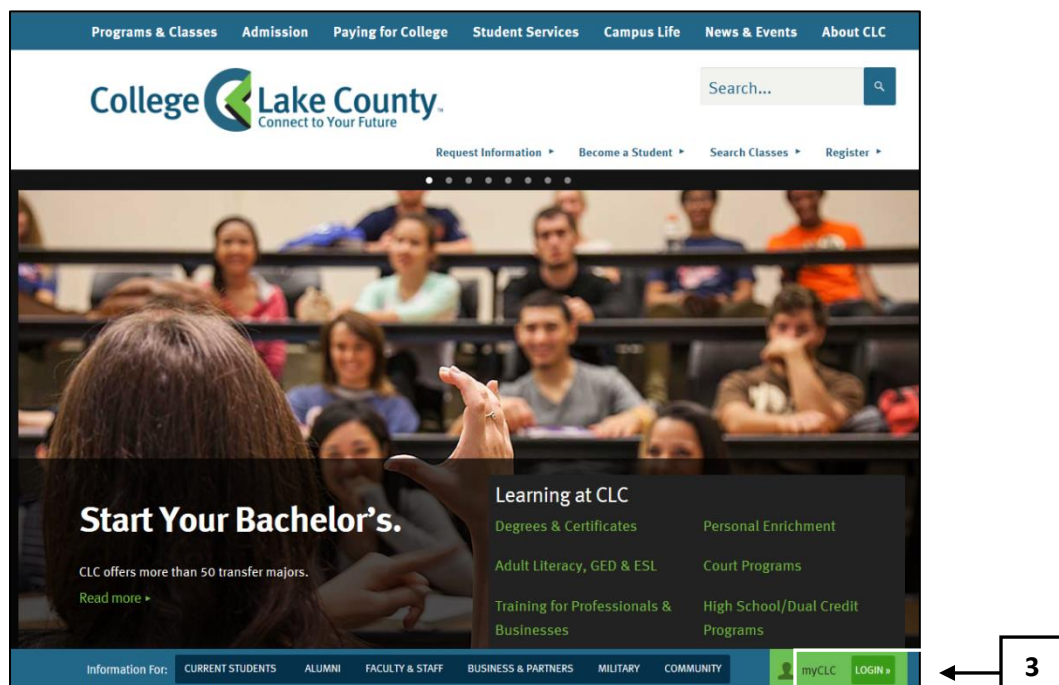 Programs & Classes Admission Paying for College Student Services Campus Life News & Events About CLC
College Lake County™
Connect to Your Future
Search...
Request Information ▸ Become a Student ▸ Search Classes ▸ Register ▸
Start Your Bachelor's.
CLC offers more than 50 transfer majors.
Read more ▸
Learning at CLC
Degrees & Certificates Personal Enrichment
Adult Literacy, GED & ESL Court Programs
Training for Professionals & High School/Dual Credit
Businesses Programs
Information For: CURRENT STUDENTS ALUMNI FACULTY & STAFF BUSINESS & PARTNERS MILITARY COMMUNITY myCLC LOGIN »
3